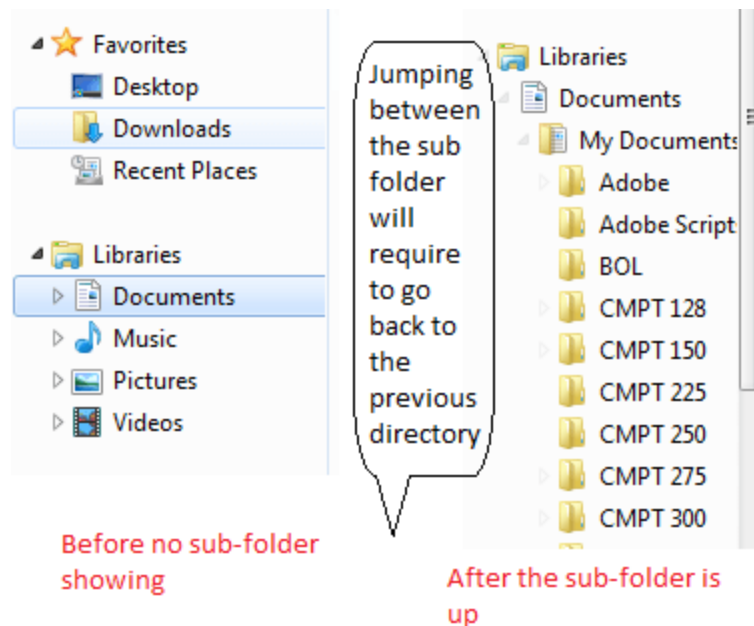 Favorites
Desktop
Downloads
Recent Places
Libraries
Documents
Music
Pictures
Videos
Before no sub-folder
showing
Jumping
between
the sub
folder
will
require
to go
back to
the
previous
directory
Libraries
Documents
My Documents
Adobe
Adobe Script
BOL
CMPT 128
CMPT 150
CMPT 225
CMPT 250
CMPT 275
CMPT 300
After the sub-folder is
up